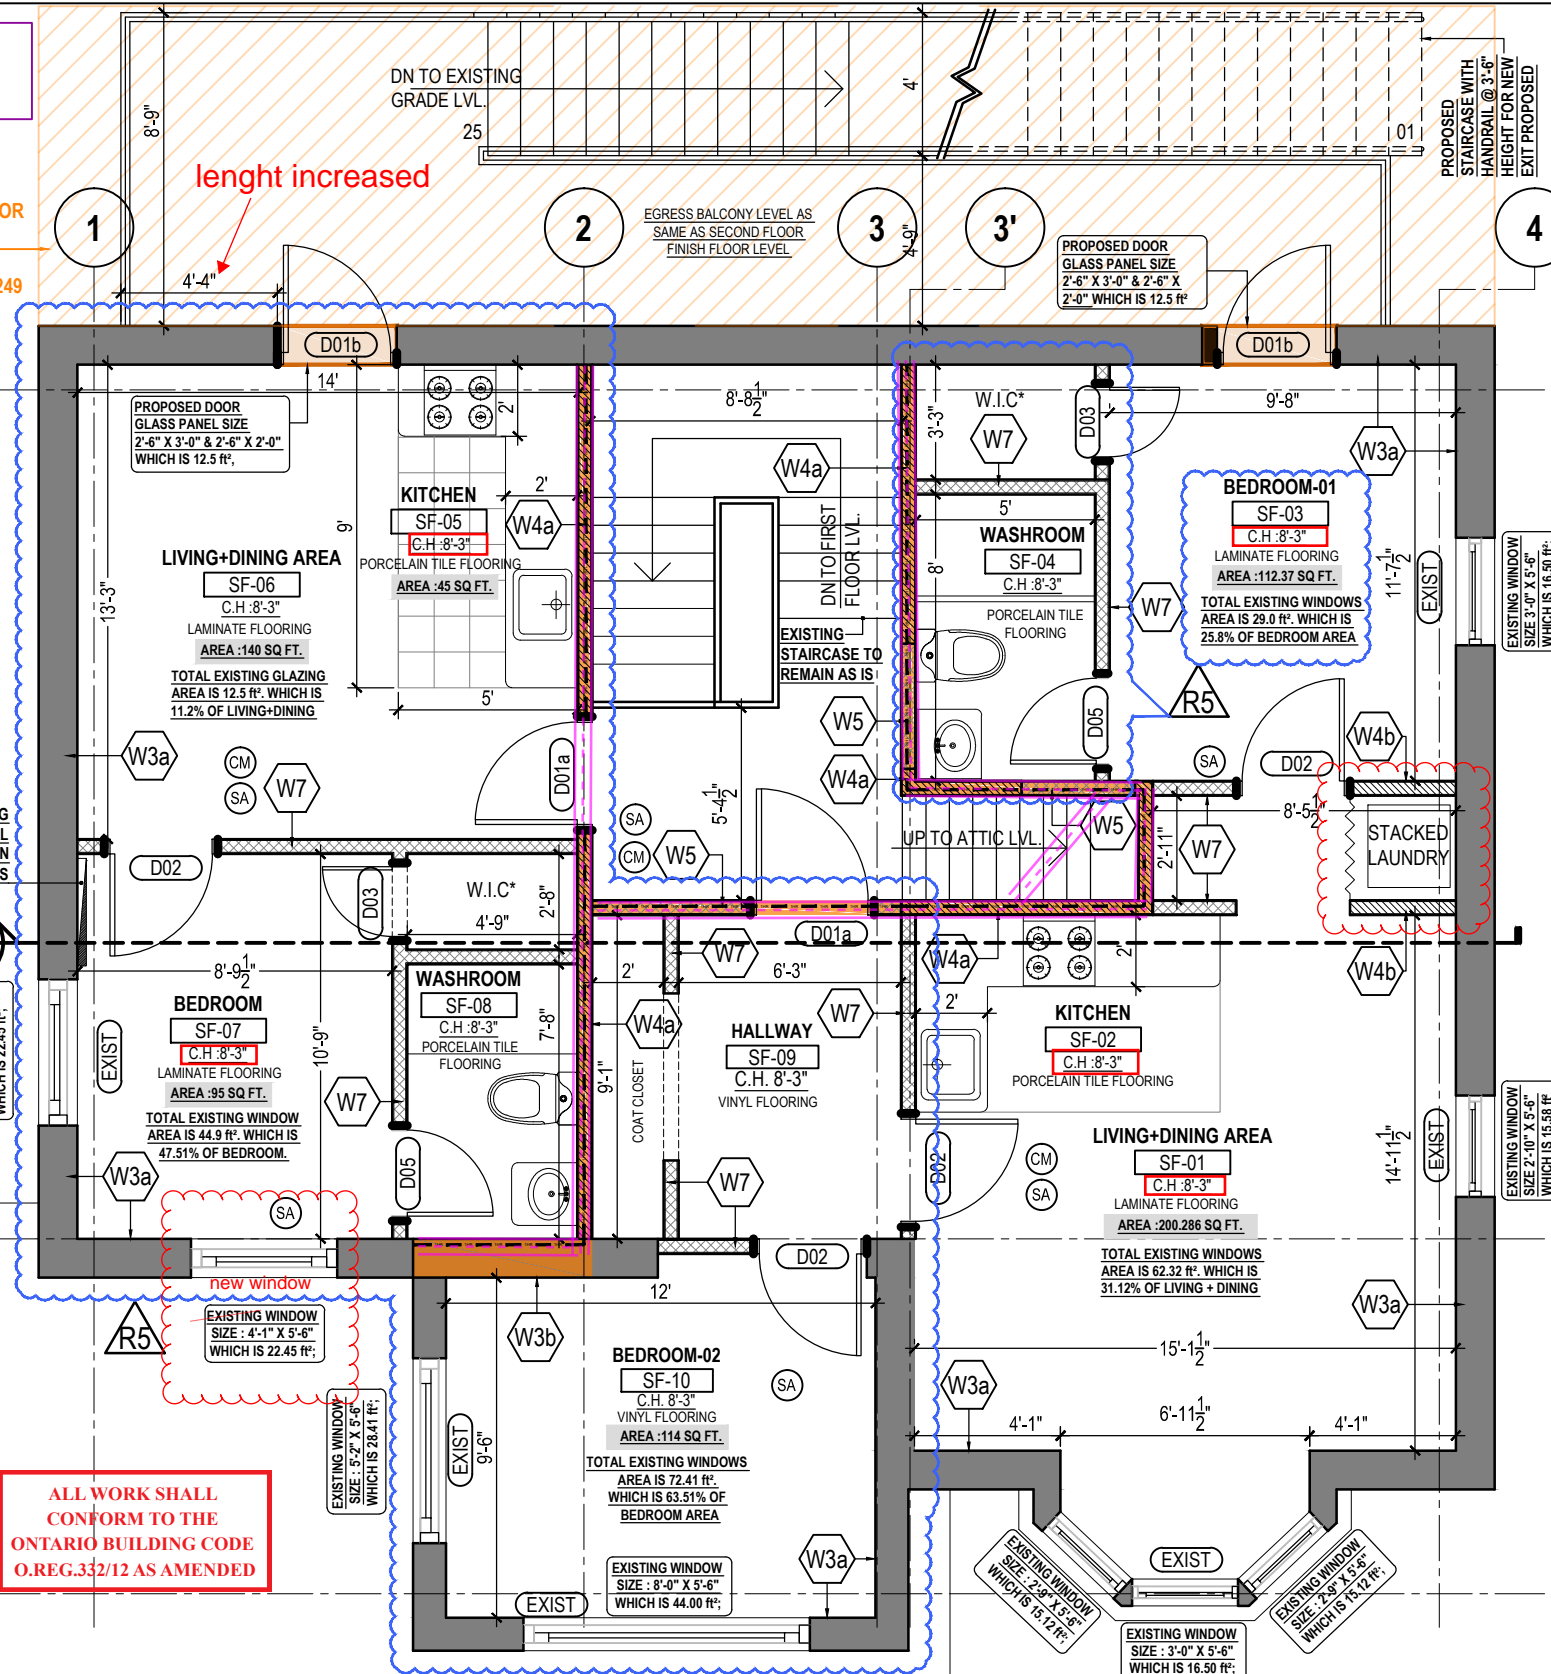 DN TO EXISTING
GRADE LVL.
25
01
4'
8'-9"
PROPOSED
STAIRCASE WITH
HANDRAIL @ 3'-6"
HEIGHT FOR NEW
EXIT PROPOSED
lenght increased
OR
249
1
2
3
3'
4
EGRESS BALCONY LEVEL AS
SAME AS SECOND FLOOR
FINISH FLOOR LEVEL
4'-9"
PROPOSED DOOR
GLASS PANEL SIZE
2'-6" X 3'-0" & 2'-6" X
2'-0" WHICH IS 12.5 ft²
4'-4"
D01b
D01b
14'
PROPOSED DOOR
GLASS PANEL SIZE
2'-6" X 3'-0" & 2'-6" X 2'-0"
WHICH IS 12.5 ft²;
2'
8'-8½"
3'-3"
W.I.C*
W7
D03
9'-8"
W3a
W4a
KITCHEN
SF-05
C.H :8'-3"
PORCELAIN TILE FLOORING
AREA :45 SQ FT.
2'
W4a
9'
5'
LIVING+DINING AREA
SF-06
C.H :8'-3"
LAMINATE FLOORING
AREA :140 SQ FT.
TOTAL EXISTING GLAZING
AREA IS 12.5 ft². WHICH IS
11.2% OF LIVING+DINING
13'-3"
DN TO FIRST
FLOOR LVL.
EXISTING
STAIRCASE TO
REMAIN AS IS
5'
WASHROOM
SF-04
C.H :8'-3"
PORCELAIN TILE
FLOORING
8'
W7
BEDROOM-01
SF-03
C.H :8'-3"
LAMINATE FLOORING
AREA :112.37 SQ FT.
TOTAL EXISTING WINDOWS
AREA IS 29.0 ft². WHICH IS
25.8% OF BEDROOM AREA
11'-7½"
EXIST
EXISTING WINDOW
SIZE 3'-0" X 5'-6"
WHICH IS 16.50 ft²;
R5
W3a
CM
SA
W7
D01a
W5
W4a
5'-4½"
D05
SA
D02
W4b
8'-5½"
STACKED
LAUNDRY
G
L
N
S
D02
SA
CM
W5
UP TO ATTIC LVL.
W5
2'-11"
W7
D03
W.I.C*
4'-9"
2'-8"
D01a
8'-9½"
BEDROOM
SF-07
C.H :8'-3"
LAMINATE FLOORING
AREA :95 SQ FT.
TOTAL EXISTING WINDOW
AREA IS 44.9 ft². WHICH IS
47.51% OF BEDROOM.
WHICH IS 22.45 ft²;
EXIST
10'-9"
WASHROOM
SF-08
C.H :8'-3"
PORCELAIN TILE
FLOORING
7'-8"
W7
D05
W3a
2'
W7
6'-3"
W4a
9'-1"
COAT CLOSET
HALLWAY
SF-09
C.H. 8'-3"
VINYL FLOORING
W7
W7
W4a
2'
2'
KITCHEN
SF-02
C.H :8'-3"
PORCELAIN TILE FLOORING
W4b
LIVING+DINING AREA
SF-01
C.H :8'-3"
LAMINATE FLOORING
AREA :200.286 SQ FT.
TOTAL EXISTING WINDOWS
AREA IS 62.32 ft². WHICH IS
31.12% OF LIVING + DINING
CM
SA
D02
14'-11½"
EXIST
EXISTING WINDOW
SIZE 2'-10" X 5'-6"
WHICH IS 15.58 ft²
SA
new window
EXISTING WINDOW
SIZE : 4'-1" X 5'-6"
WHICH IS 22.45 ft²;
R5
D02
12'
W3b
W3a
15'-1½"
W3a
4'-1"
6'-11½"
4'-1"
BEDROOM-02
SF-10
C.H. 8'-3"
VINYL FLOORING
AREA :114 SQ FT.
TOTAL EXISTING WINDOWS
AREA IS 72.41 ft².
WHICH IS 63.51% OF
BEDROOM AREA
SA
EXISTING WINDOW
SIZE : 5'-2" X 5'-6"
WHICH IS 28.41 ft²;
EXIST
9'-6"
ALL WORK SHALL
CONFORM TO THE
ONTARIO BUILDING CODE
O.REG.332/12 AS AMENDED
EXISTING WINDOW
SIZE : 8'-0" X 5'-6"
WHICH IS 44.00 ft²;
W3a
EXIST
EXIST
EXISTING WINDOW
SIZE : 2'-9" X 5'-6"
WHICH IS 15.12 ft²;
EXISTING WINDOW
SIZE : 2'-9" X 5'-6"
WHICH IS 15.12 ft²;
EXISTING WINDOW
SIZE : 3'-0" X 5'-6"
WHICH IS 16.50 ft²;